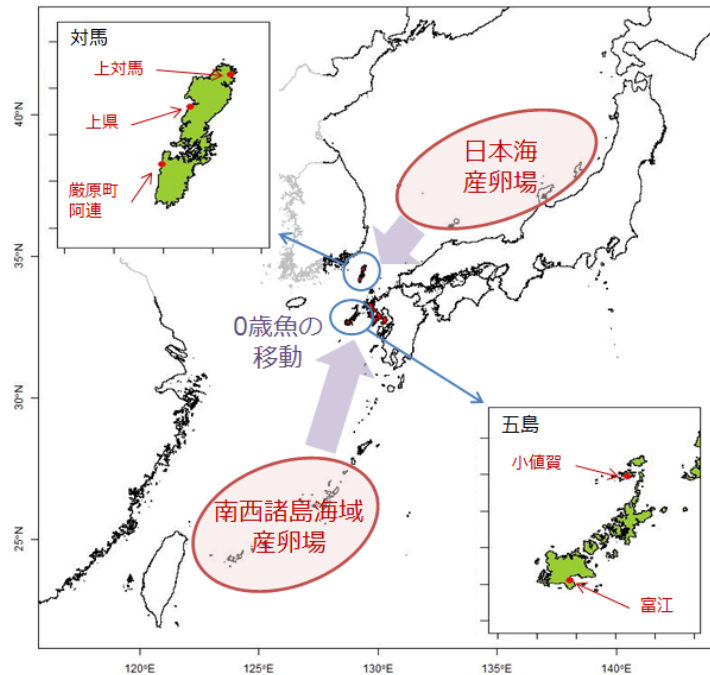 対馬
上対馬
上県
厳原町
阿連
日本海
産卵場
0歳魚の
移動
南西諸島海域
産卵場
五島
小値賀
富江
40°N
35°N
30°N
25°N
120°E
125°E
130°E
135°E
140°E